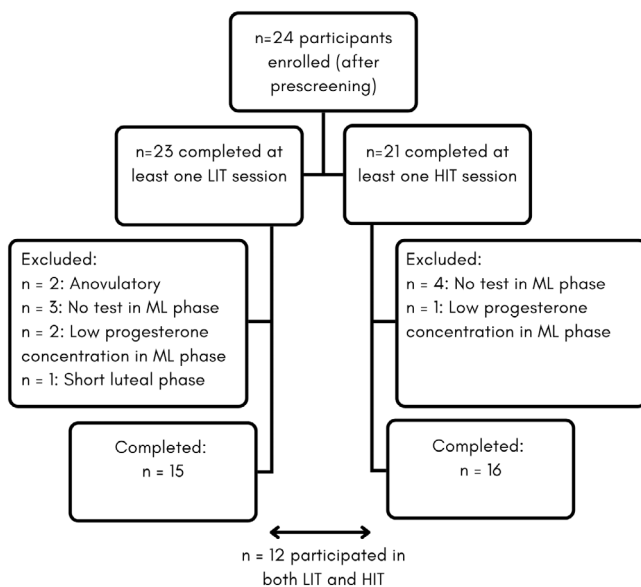 n=24 participants
enrolled (after
prescreening)
n=23 completed at
least one LIT session
n=21 completed at
least one HIT session
Excluded:
n = 2: Anovulatory
n = 3: No test in ML phase
n = 2: Low progesterone
concentration in ML phase
n = 1: Short luteal phase
Excluded:
n = 4: No test in ML phase
n = 1: Low progesterone
concentration in ML phase
Completed:
n = 15
Completed:
n = 16
n = 12 participated in
both LIT and HIT